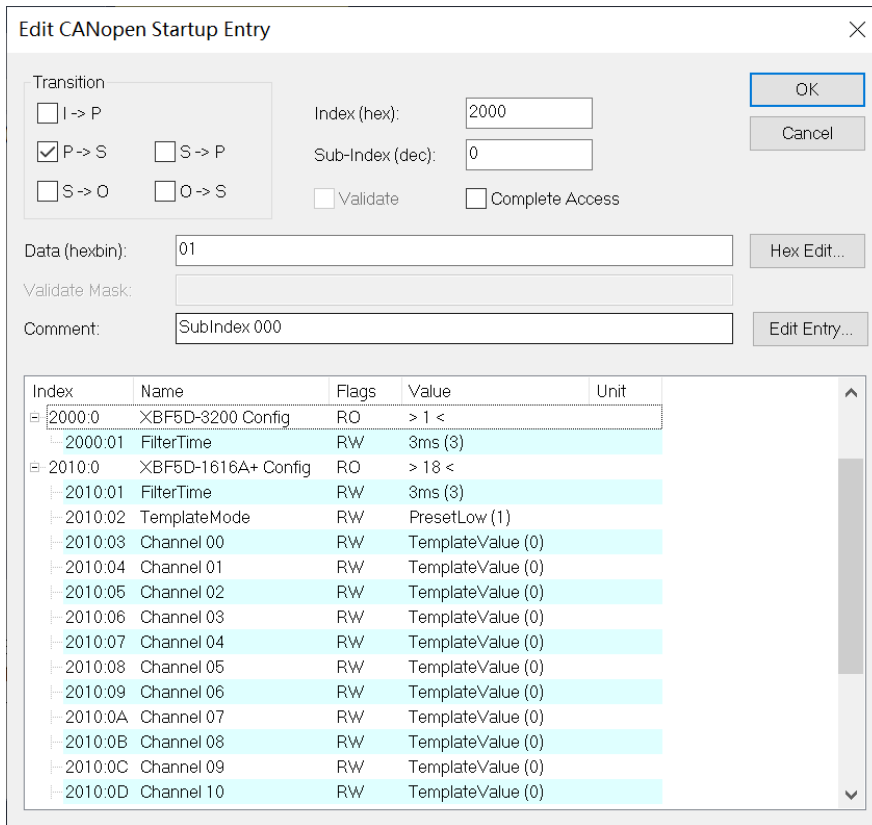 Edit CANopen Startup Entry
Transition
I -> P
P -> S
S -> P
S -> O
O -> S
Index (hex):
2000
Sub-Index (dec):
0
Validate
Complete Access
OK
Cancel
Data (hexbin):
01
Hex Edit...
Validate Mask:
Comment:
SubIndex 000
Edit Entry...
Index Name Flags Value Unit
2000:0 XBF5D-3200 Config RO > 1 <
2000:01 FilterTime RW 3ms (3)
2010:0 XBF5D-1616A+ Config RO > 18 <
2010:01 FilterTime RW 3ms (3)
2010:02 TemplateMode RW PresetLow (1)
2010:03 Channel 00 RW TemplateValue (0)
2010:04 Channel 01 RW TemplateValue (0)
2010:05 Channel 02 RW TemplateValue (0)
2010:06 Channel 03 RW TemplateValue (0)
2010:07 Channel 04 RW TemplateValue (0)
2010:08 Channel 05 RW TemplateValue (0)
2010:09 Channel 06 RW TemplateValue (0)
2010:0A Channel 07 RW TemplateValue (0)
2010:0B Channel 08 RW TemplateValue (0)
2010:0C Channel 09 RW TemplateValue (0)
2010:0D Channel 10 RW TemplateValue (0)